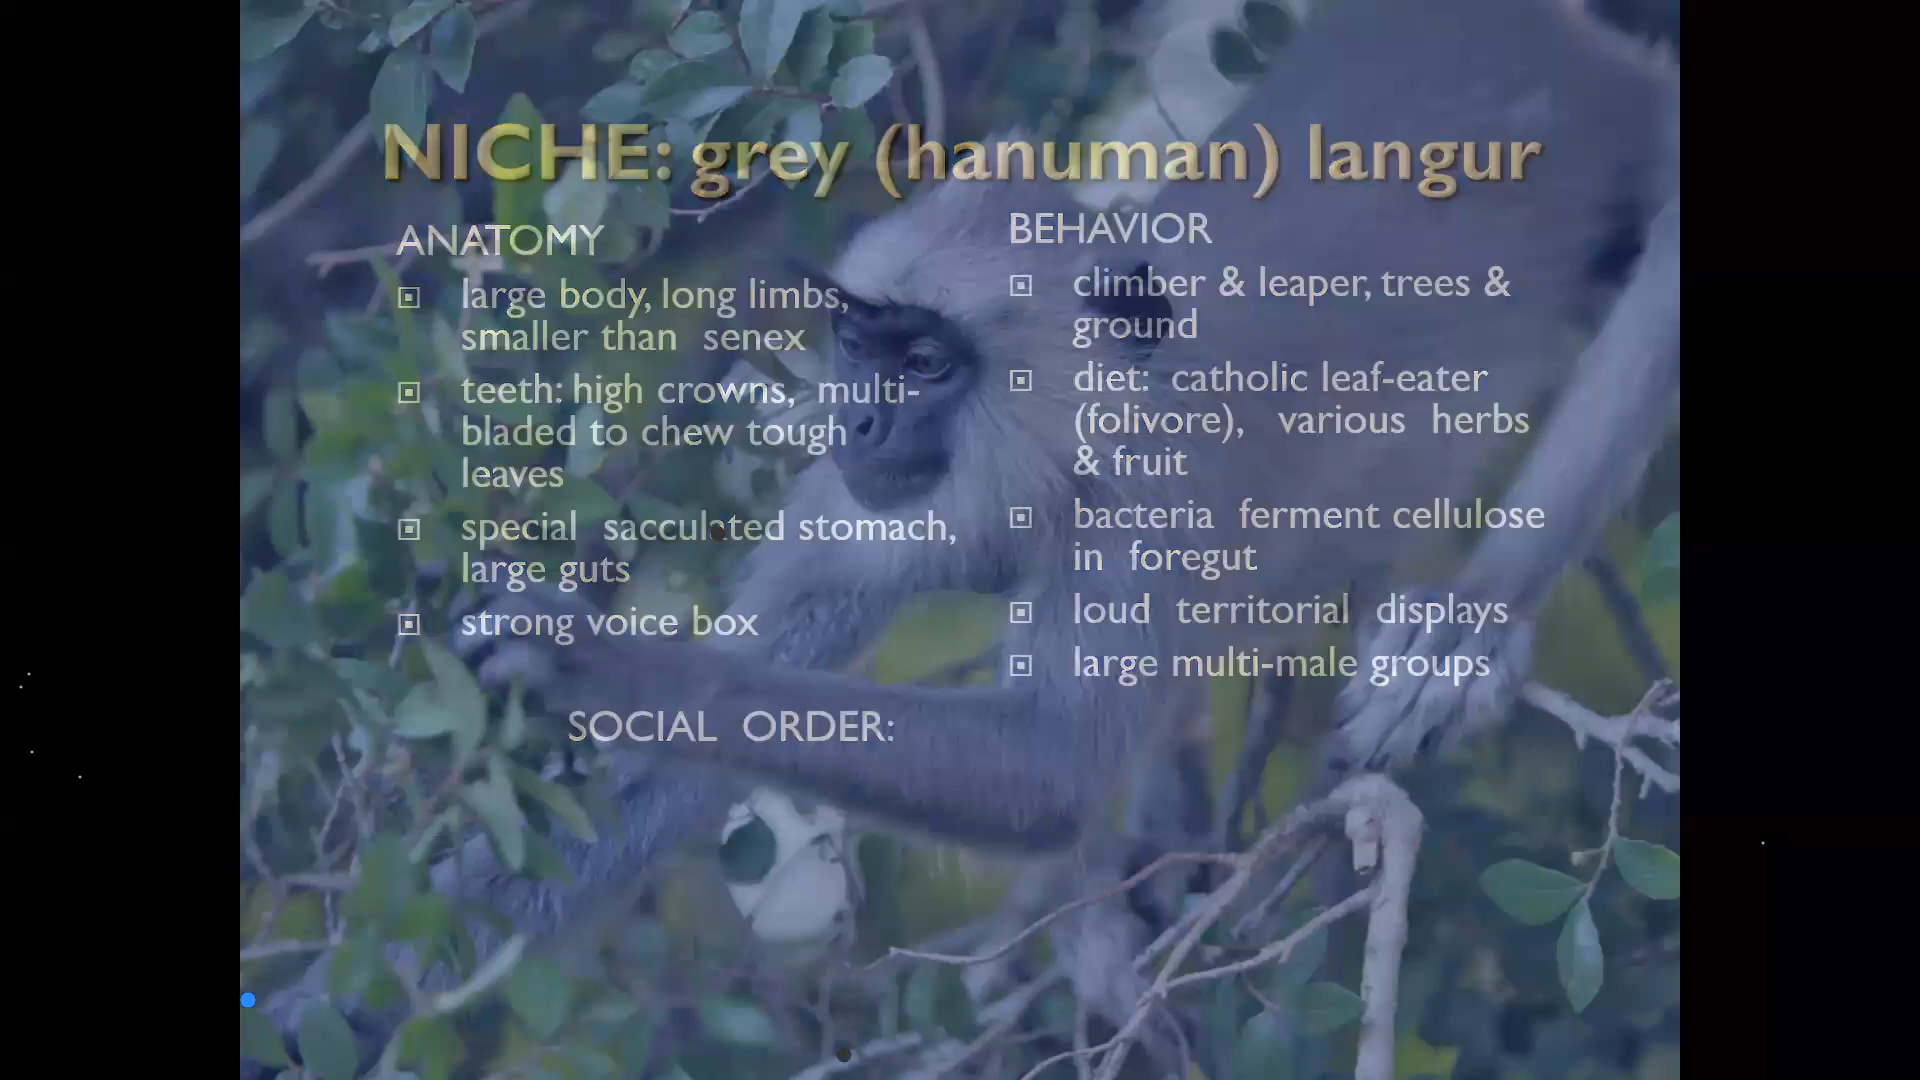 NICHE: grey (hanuman) langur
ANATOMY
large body, long limbs,
smaller than senex
teeth: high crowns, multi-
bladed to chew tough
leaves
special sacculated stomach,
large guts
strong voice box
BEHAVIOR
climber & leaper, trees &
ground
diet: catholic leaf-eater
(folivore), various herbs
& fruit
bacteria ferment cellulose
in foregut
loud territorial displays
large multi-male groups
SOCIAL ORDER: